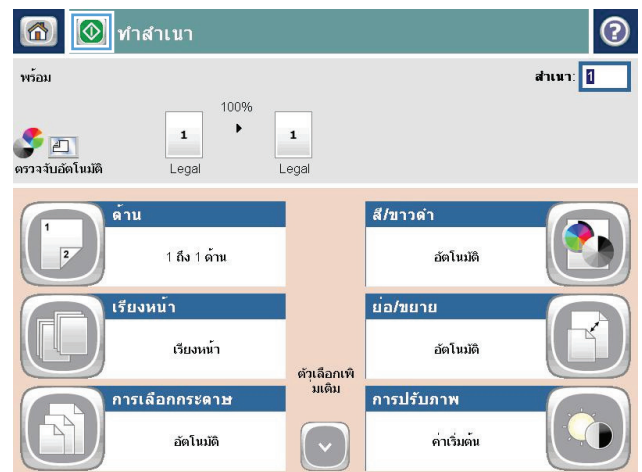 ทำสำเนา
พร้อม
สำเนา: 1
100%
1
1
ตรวจจับอัตโนมัติ
Legal
Legal
ด้าน
1
2
1 ถึง 1 ด้าน
สี/ขาวดำ
อัตโนมัติ
เรียงหน้า
เรียงหน้า
ย่อ/ขยาย
อัตโนมัติ
ตัวเลือกเพิ
่มเติม
การเลือกกระดาษ
อัตโนมัติ
การปรับภาพ
ค่าเริ่มต้น